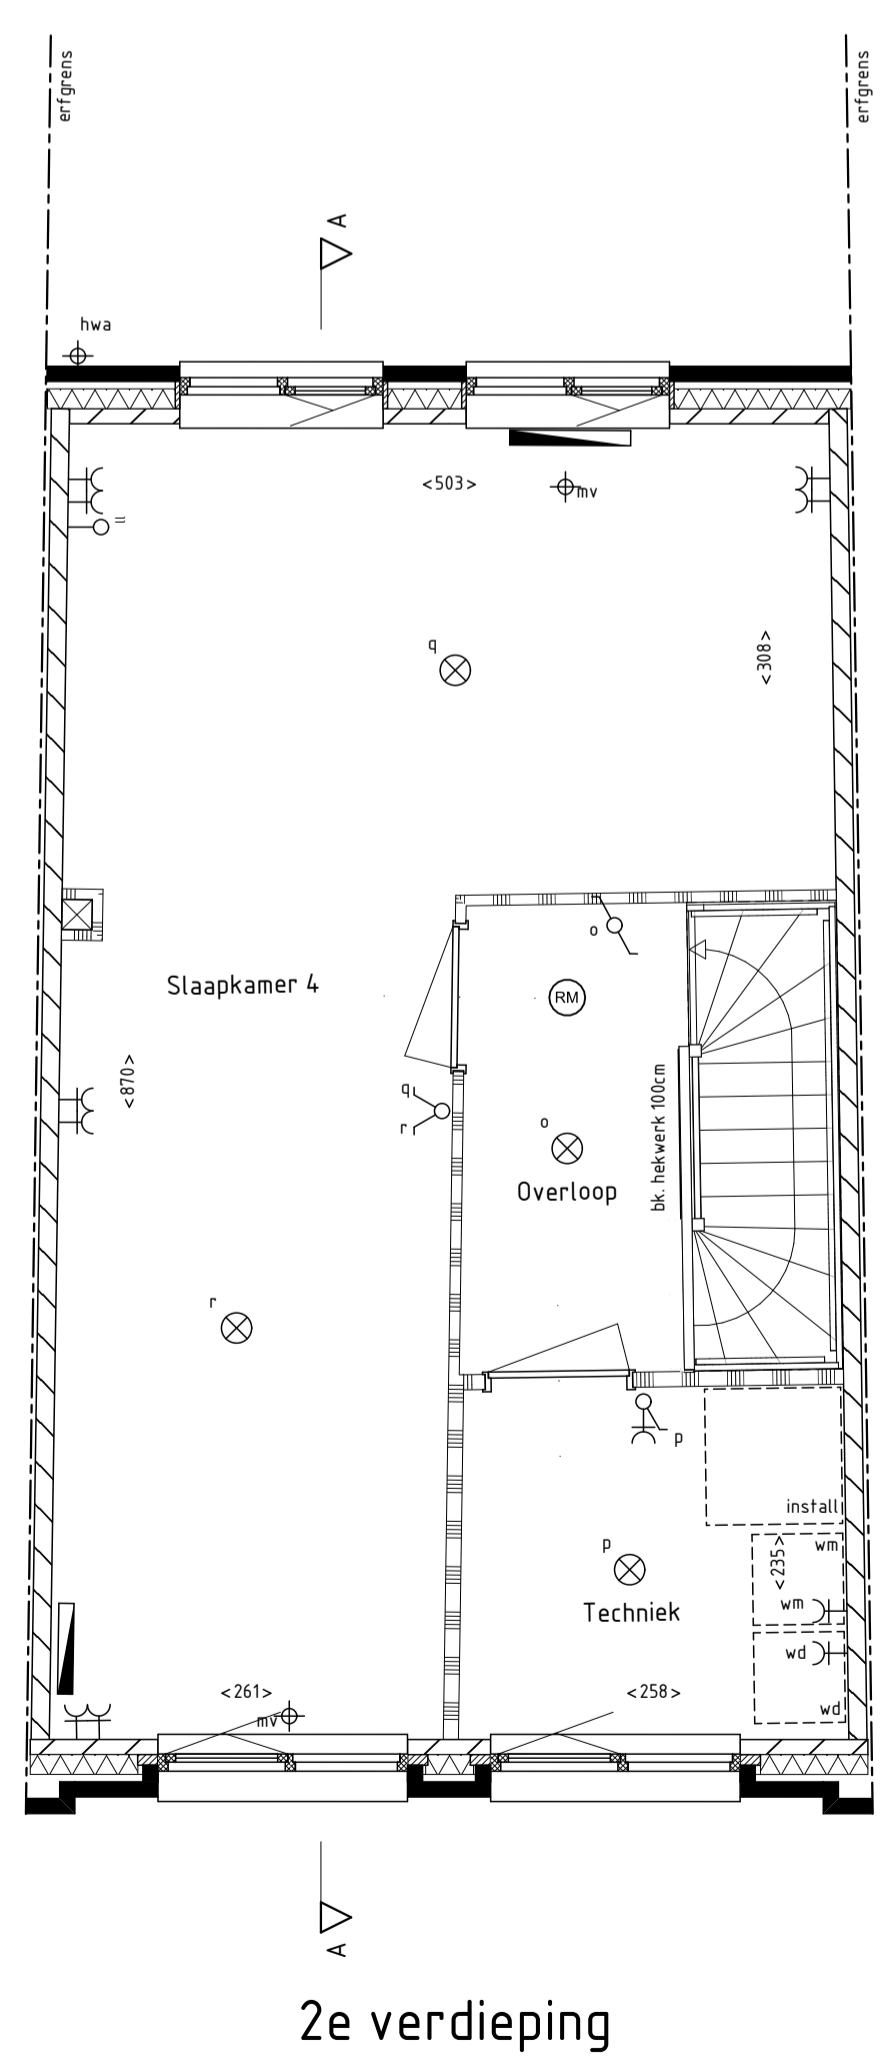 erfgrens
erfgrens
A
hwa
<503>
mv
=
q
<308>
o
Slaapkamer 4
RM
<870>
q
r
o
bk. hekwerk 100cm
Overloop
r
p
install
p
<235>
wm
wm
Techniek
wd
wd
<261>
mv
<258>
A
2e verdieping